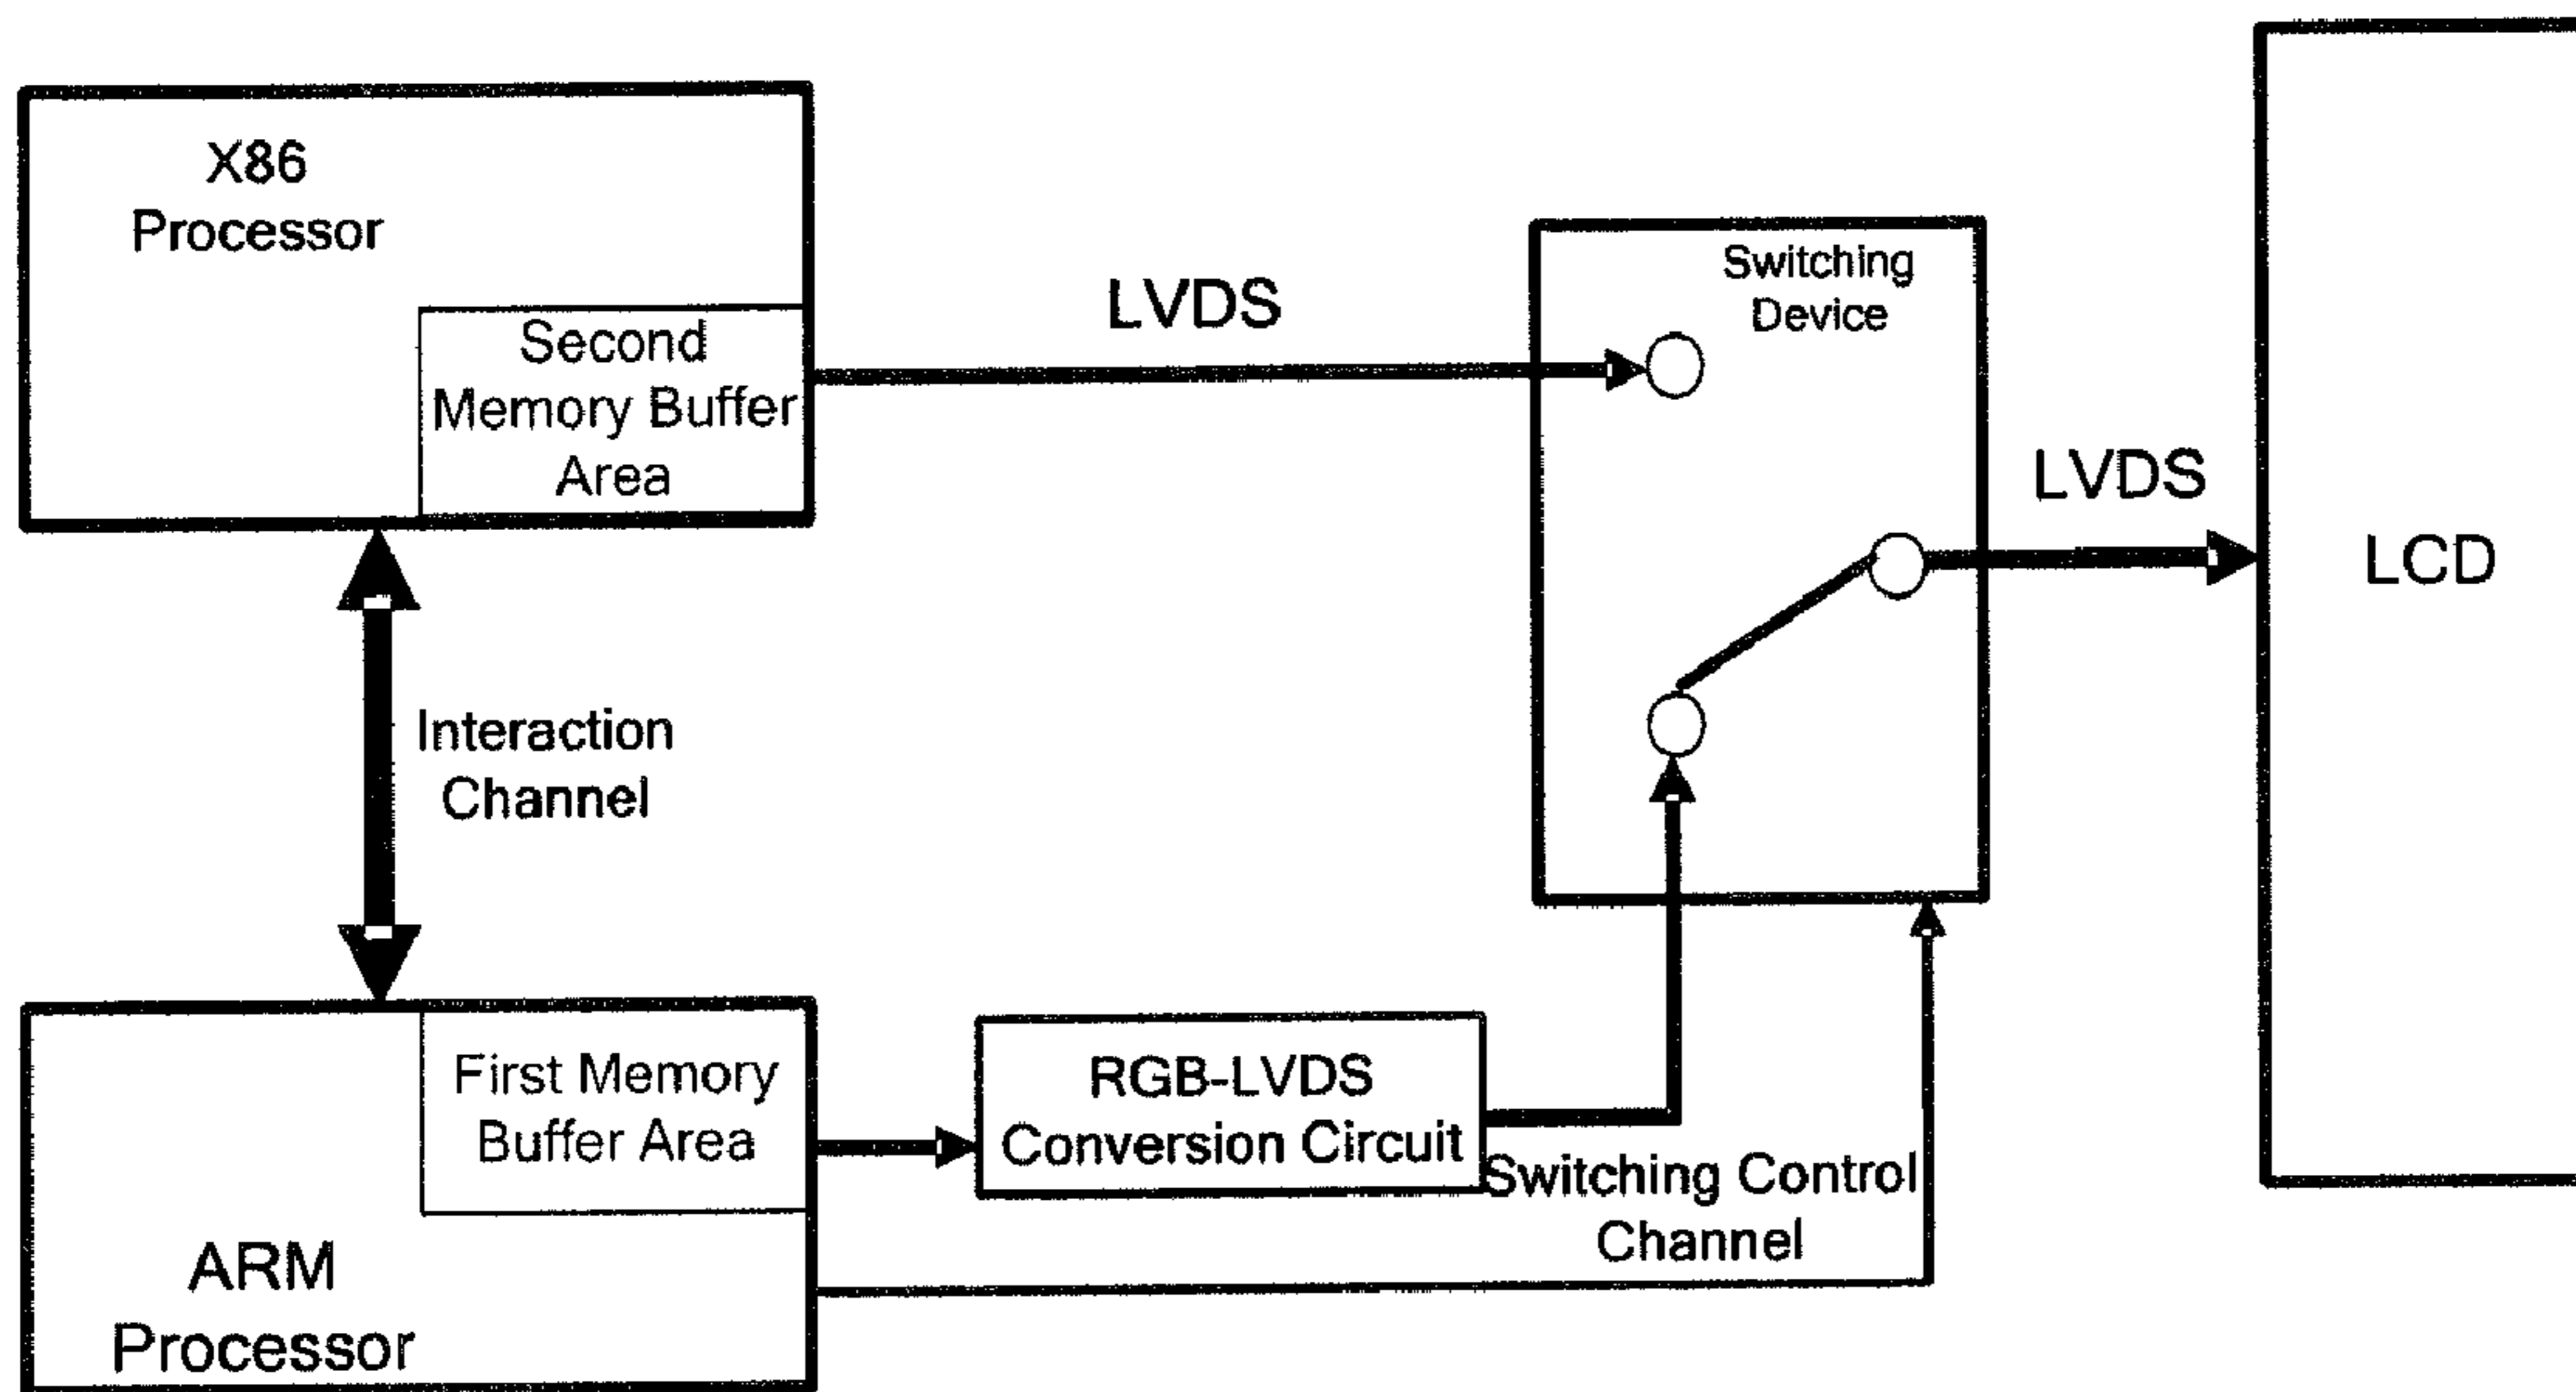 X86
Processor
Second
Memory Buffer
Area
LVDS
Switching
Device
LVDS
LCD
Interaction
Channel
First Memory
Buffer Area
ARM
Processor
RGB-LVDS
Conversion Circuit
Switching Control
Channel